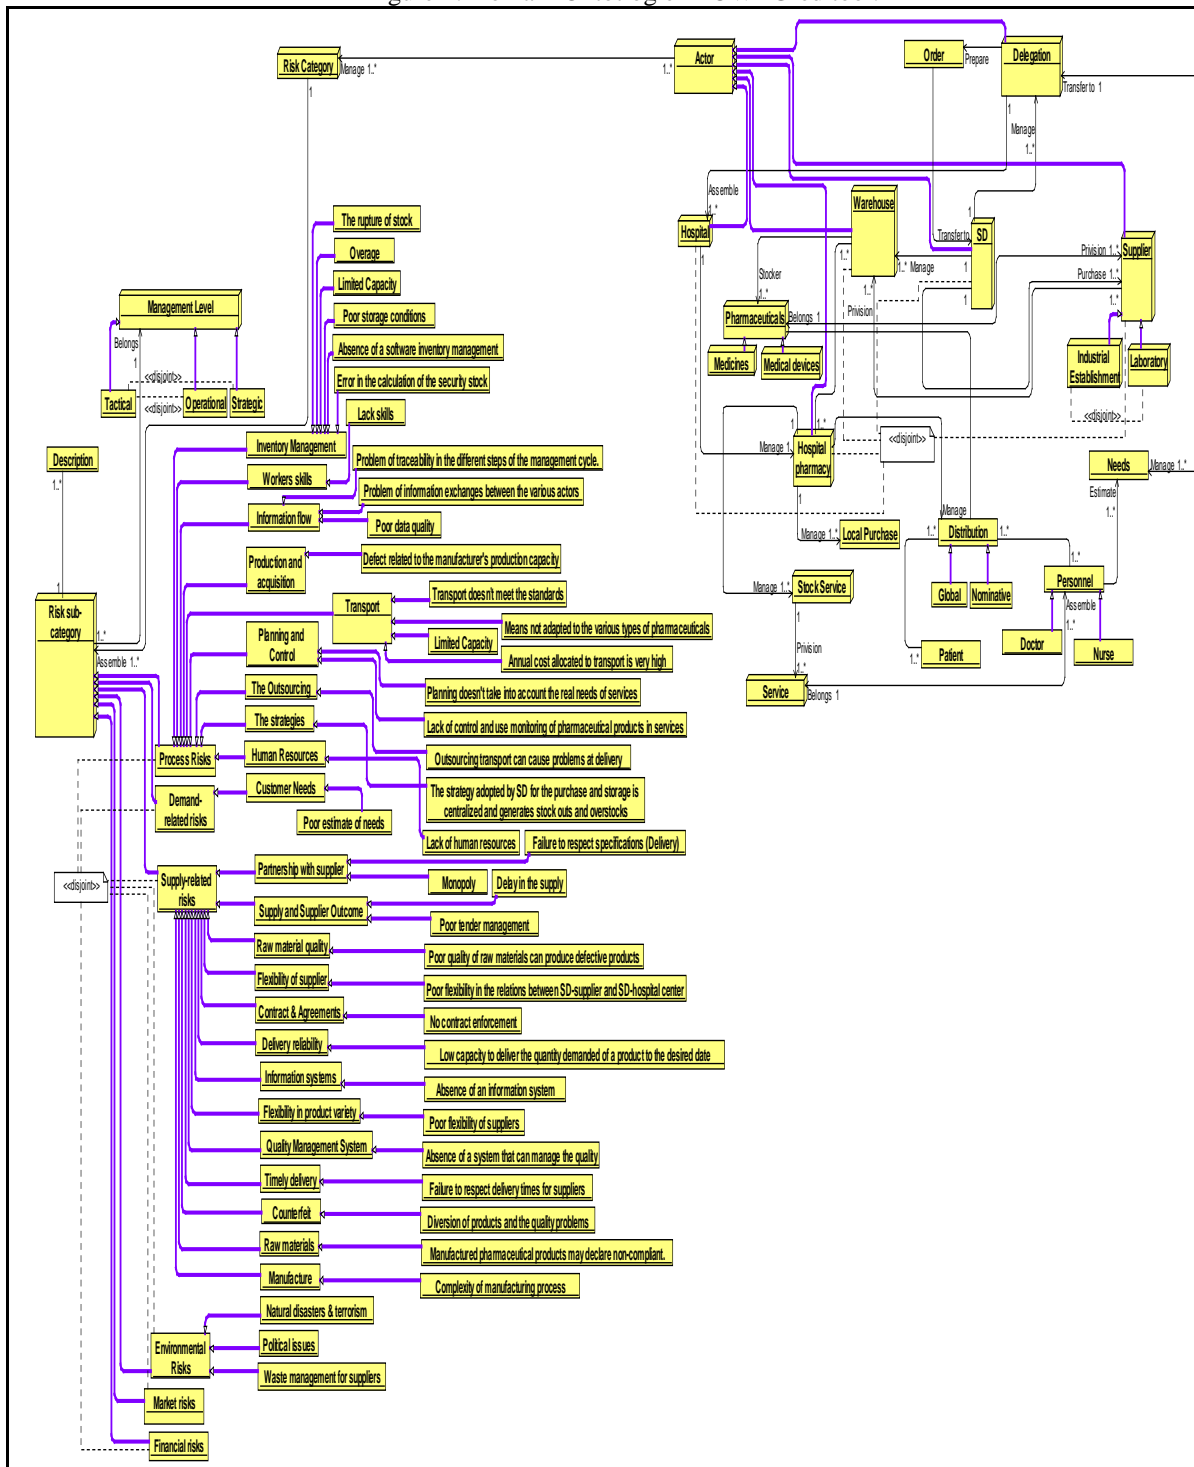 Risk Category
Manage 1..*
1..*
Actor
Order
Prepare
Delegation
Transfer to 1
1
1
Manage
1..*
Assemble
1..*
Hospital
1
Warehouse
1..*
1..*
Stocker
1..*
Privision
Transfer to
1
SD
1..* Manage
1
1
Privision 1..*
Purchase 1..*
1..*
Supplier
Pharmaceuticals
Belongs 1
Medicines
Medical devices
Industrial
Establishment
Laboratory
<<disjoint>>
The rupture of stock
Overage
Limited Capacity
Poor storage conditions
Absence of a software inventory management
Error in the calculation of the security stock
Lack skills
Management Level
Belongs
1
<<disjoint>>
<<disjoint>>
Tactical
Operational
Strategic
Description
1..*
1
Inventory Management
Workers skills
Information flow
Problem of traceability in the different steps of the management cycle.
Problem of information exchanges between the various actors
Poor data quality
1
1..*
Manage 1
Hospital
pharmacy
1
<<disjoint>>
Needs
Manage 1..*
Estimate
1..*
Manage
1..*
Distribution
1..*
Manage 1..*
Local Purchase
Production and
acquisition
Defect related to the manufacturer's production capacity
Global
Nominative
1..*
Personnel
Assemble
1..*
Doctor
Nurse
1..*
Patient
Manage 1..*
Stock Service
1
Privision
1..*
Service
Belongs 1
Risk sub-
category
1..*
Assemble 1..*
Transport
Transport doesn't meet the standards
Means not adapted to the various types of pharmaceuticals
Limited Capacity
Annual cost allocated to transport is very high
Planning and
Control
Planning doesn't take into account the real needs of services
Lack of control and use monitoring of pharmaceutical products in services
The Outsourcing
Outsourcing transport can cause problems at delivery
The strategies
The strategy adopted by SD for the purchase and storage is
centralized and generates stock outs and overstocks
Process Risks
Human Resources
Lack of human resources
Demand-
related risks
Customer Needs
Poor estimate of needs
<<disjoint>>
Supply-related
risks
Partnership with supplier
Failure to respect specifications (Delivery)
Monopoly
Supply and Supplier Outcome
Delay in the supply
Poor tender management
Raw material quality
Poor quality of raw materials can produce defective products
Flexibility of supplier
Poor flexibility in the relations between SD-supplier and SD-hospital center
Contract & Agreements
No contract enforcement
Delivery reliability
Low capacity to deliver the quantity demanded of a product to the desired date
Information systems
Absence of an information system
Flexibility in product variety
Poor flexibility of suppliers
Quality Management System
Absence of a system that can manage the quality
Timely delivery
Failure to respect delivery times for suppliers
Counterfeit
Diversion of products and the quality problems
Raw materials
Manufactured pharmaceutical products may declare non-compliant.
Manufacture
Complexity of manufacturing process
Environmental
Risks
Natural disasters & terrorism
Political issues
Waste management for suppliers
Market risks
Financial risks